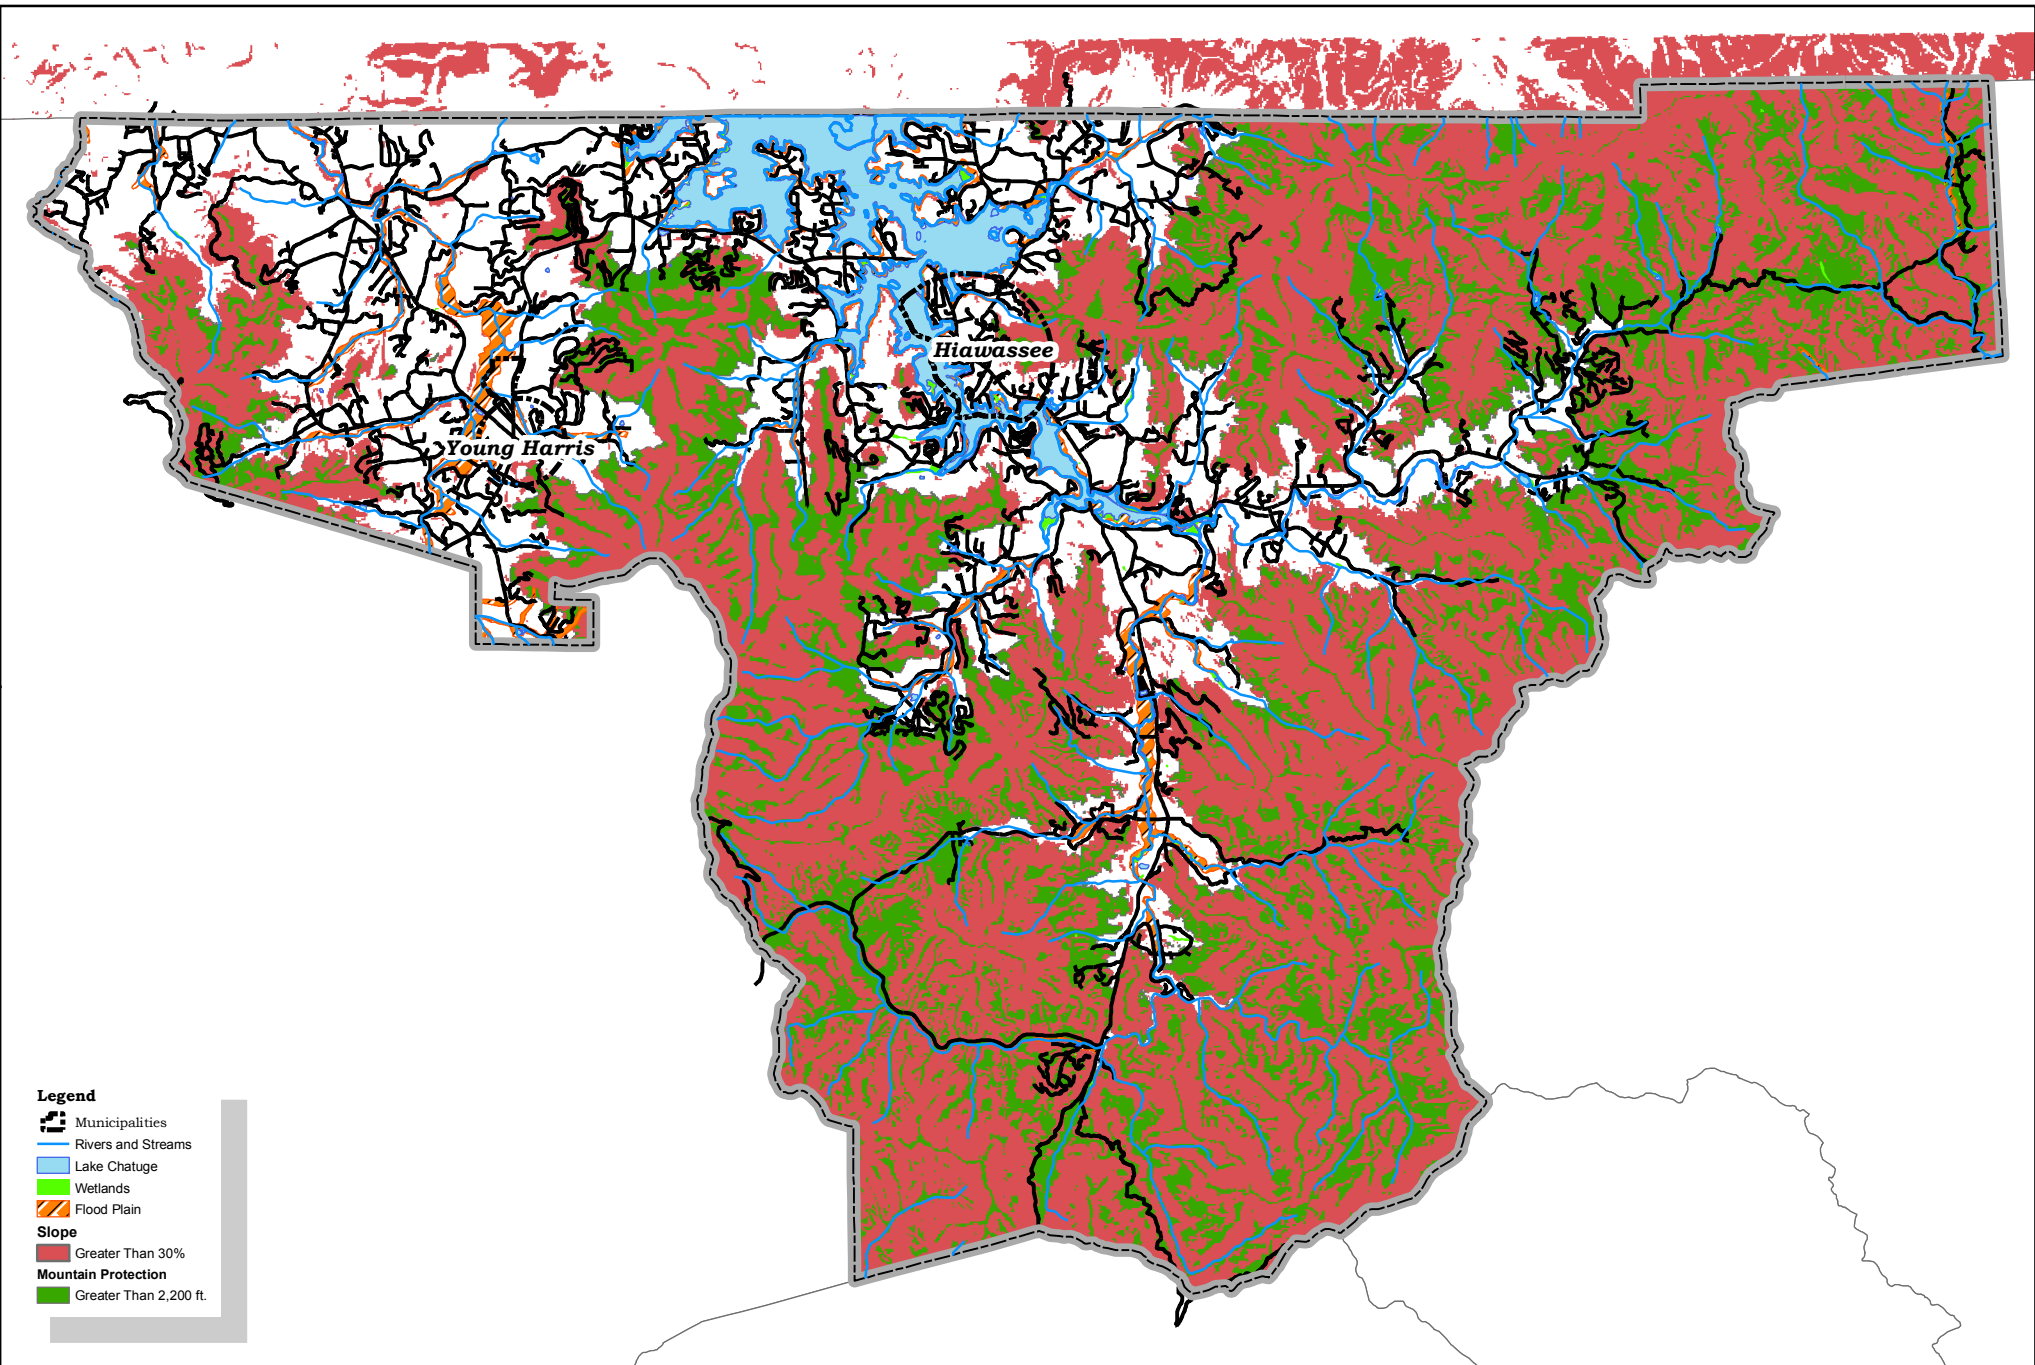 Hiawassee
Young Harris
Legend
Municipalities
Rivers and Streams
Lake Chatuge
Wetlands
Flood Plain
Slope
Greater Than 30%
Mountain Protection
Greater Than 2,200 ft.